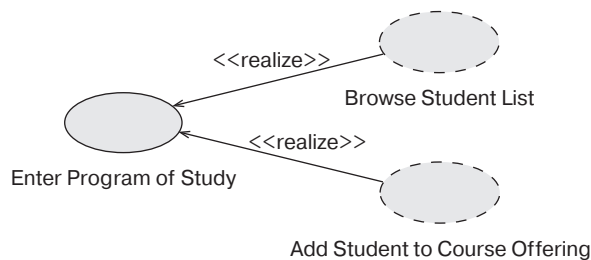 <<realize>>
Browse Student List
<<realize>>
Enter Program of Study
Add Student to Course Offering